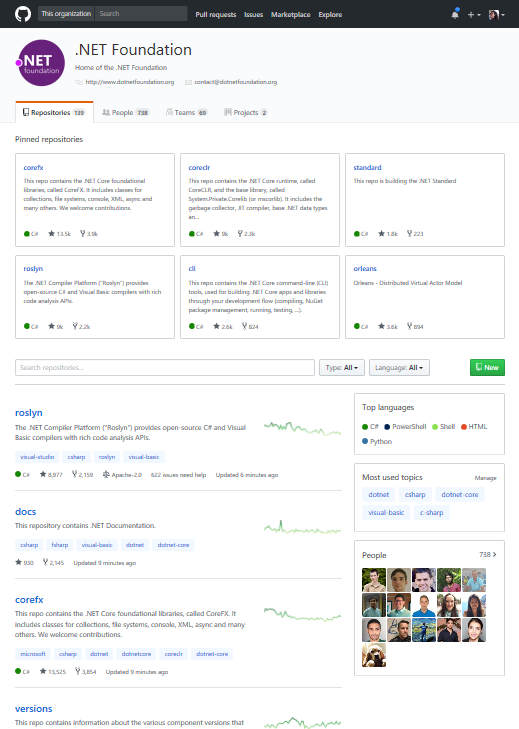 This organization Search Pull requests Issues Marketplace Explore
.NET foundation
.NET Foundation
Home of the .NET Foundation
http://www.dotnetfoundation.org contact@dotnetfoundation.org
Repositories 139 People 738 Teams 69 Projects 2
Pinned repositories
corefx
This repo contains the .NET Core foundational
libraries, called CoreFX. It includes classes for
collections, file systems, console, XML, async and
many others. We welcome contributions.
C# 13.5k 3.9k
coreclr
This repo contains the .NET Core runtime, called
CoreCLR, and the base library, called
System.Private.Corelib (or mscorlib). It includes the
garbage collector, JIT compiler, base .NET data types
an...
C# 9k 2.3k
standard
This repo is building the .NET Standard
C# 1.8k 223
roslyn
The .NET Compiler Platform ("Roslyn") provides
open-source C# and Visual Basic compilers with rich
code analysis APIs.
C# 9k 2.2k
cli
This repo contains the .NET Core command-line (CLI)
tools, used for building .NET Core apps and libraries
through your development flow (compiling, NuGet
package management, running, testing, ...).
C# 2.6k 824
orleans
Orleans - Distributed Virtual Actor Model
C# 3.6k 894
Search repositories... Type: All Language: All New
roslyn
The .NET Compiler Platform ("Roslyn") provides open-source C# and Visual
Basic compilers with rich code analysis APIs.
visual-studio csharp roslyn visual-basic
C# 8,977 2,159 Apache-2.0 622 issues need help Updated 6 minutes ago
docs
This repository contains .NET Documentation.
csharp fsharp visual-basic dotnet dotnet-core
930 2,145 Updated 9 minutes ago
corefx
This repo contains the .NET Core foundational libraries, called CoreFX. It
includes classes for collections, file systems, console, XML, async and many
others. We welcome contributions.
microsoft csharp dotnet dotnetcore coreclr dotnet-core
C# 13,525 3,854 Updated 9 minutes ago
versions
This repo contains information about the various component versions that
Top languages
C# PowerShell Shell HTML
Python
Most used topics Manage
dotnet csharp dotnet-core
visual-basic c-sharp
People 738